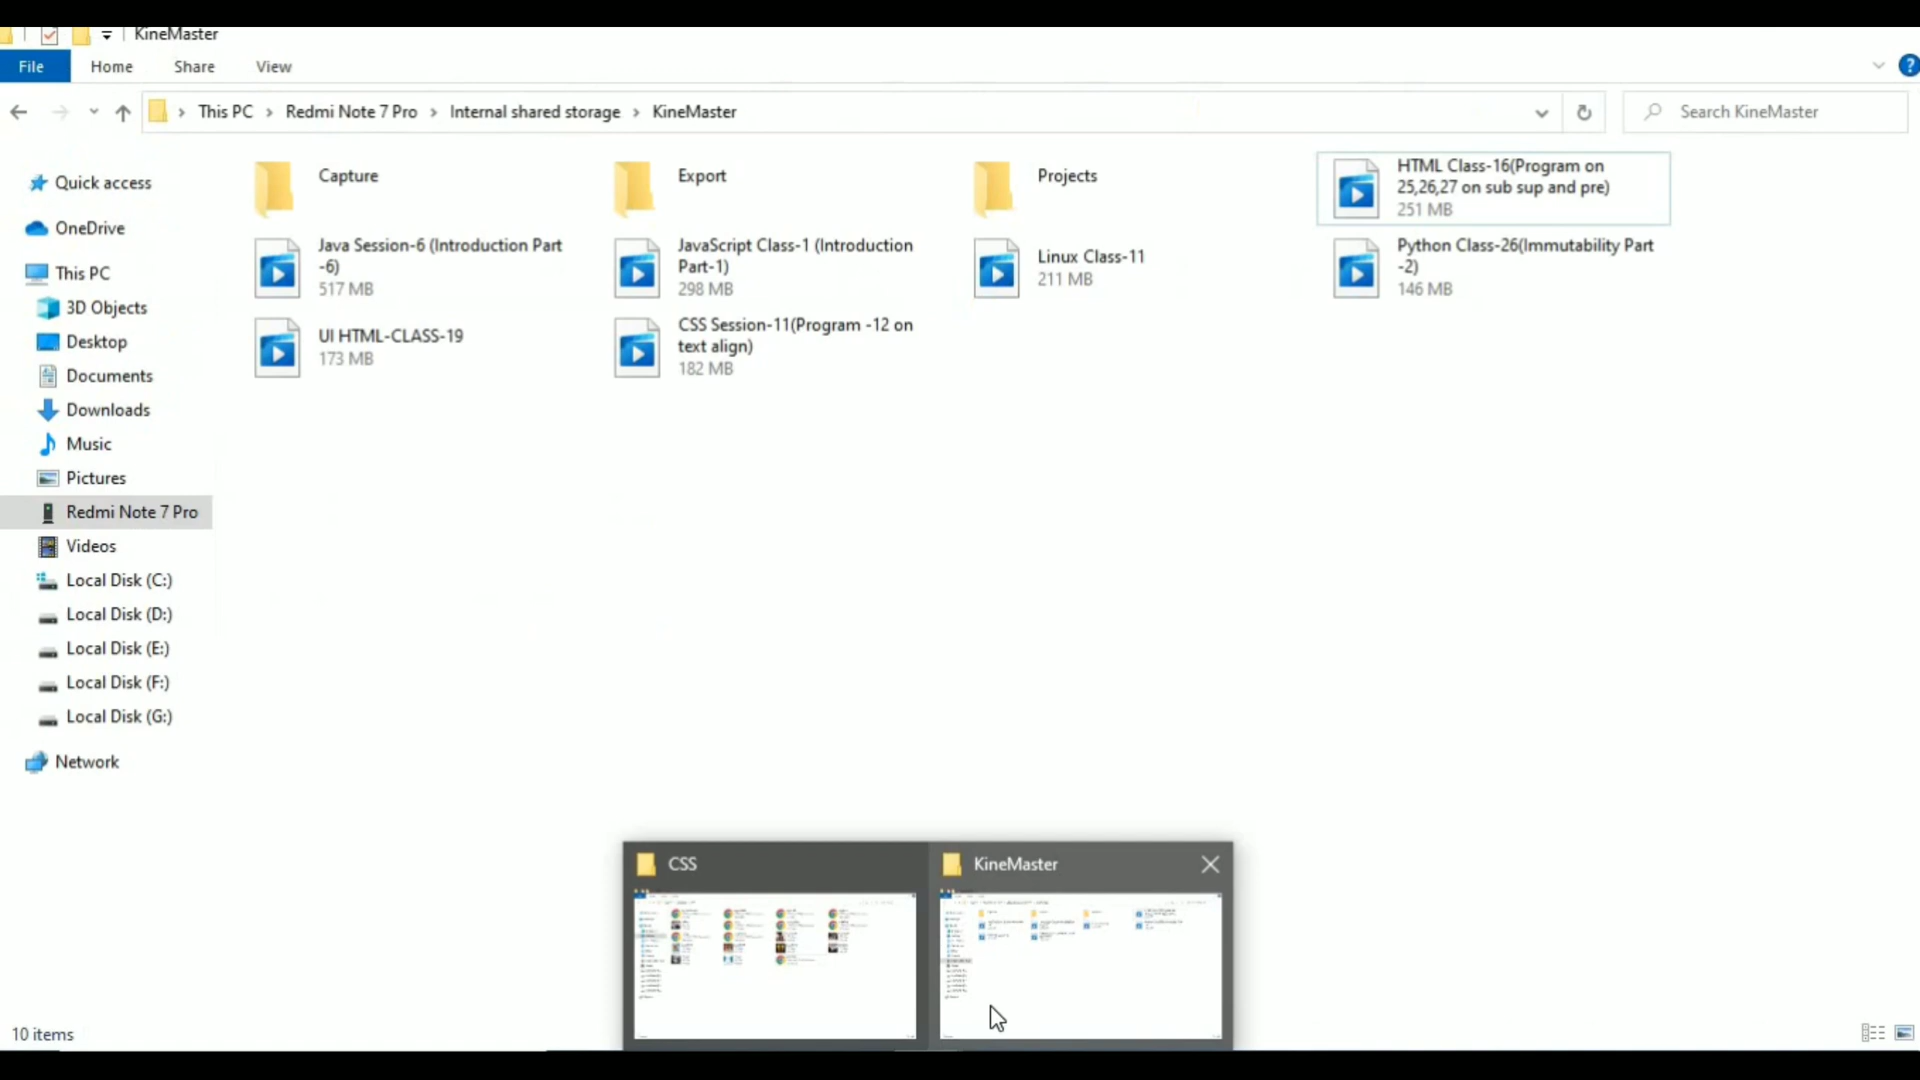 KineMaster
File
Home
Share
View
?
This PC
Redmi Note 7 Pro
Internal shared storage
KineMaster
Search KineMaster
Quick access
OneDrive
This PC
3D Objects
Desktop
Documents
Downloads
Music
Pictures
Redmi Note 7 Pro
Videos
Local Disk (C:)
Local Disk (D:)
Local Disk (E:)
Local Disk (F:)
Local Disk (G:)
Network
Capture
Export
Projects
HTML Class-16(Program on
25,26,27 on sub sup and pre)
251 MB
Java Session-6 (Introduction Part
-6)
517 MB
JavaScript Class-1 (Introduction
Part-1)
298 MB
Linux Class-11
211 MB
Python Class-26(Immutability Part
-2)
146 MB
UI HTML-CLASS-19
173 MB
CSS Session-11(Program -12 on
text align)
182 MB
CSS
KineMaster
10 items